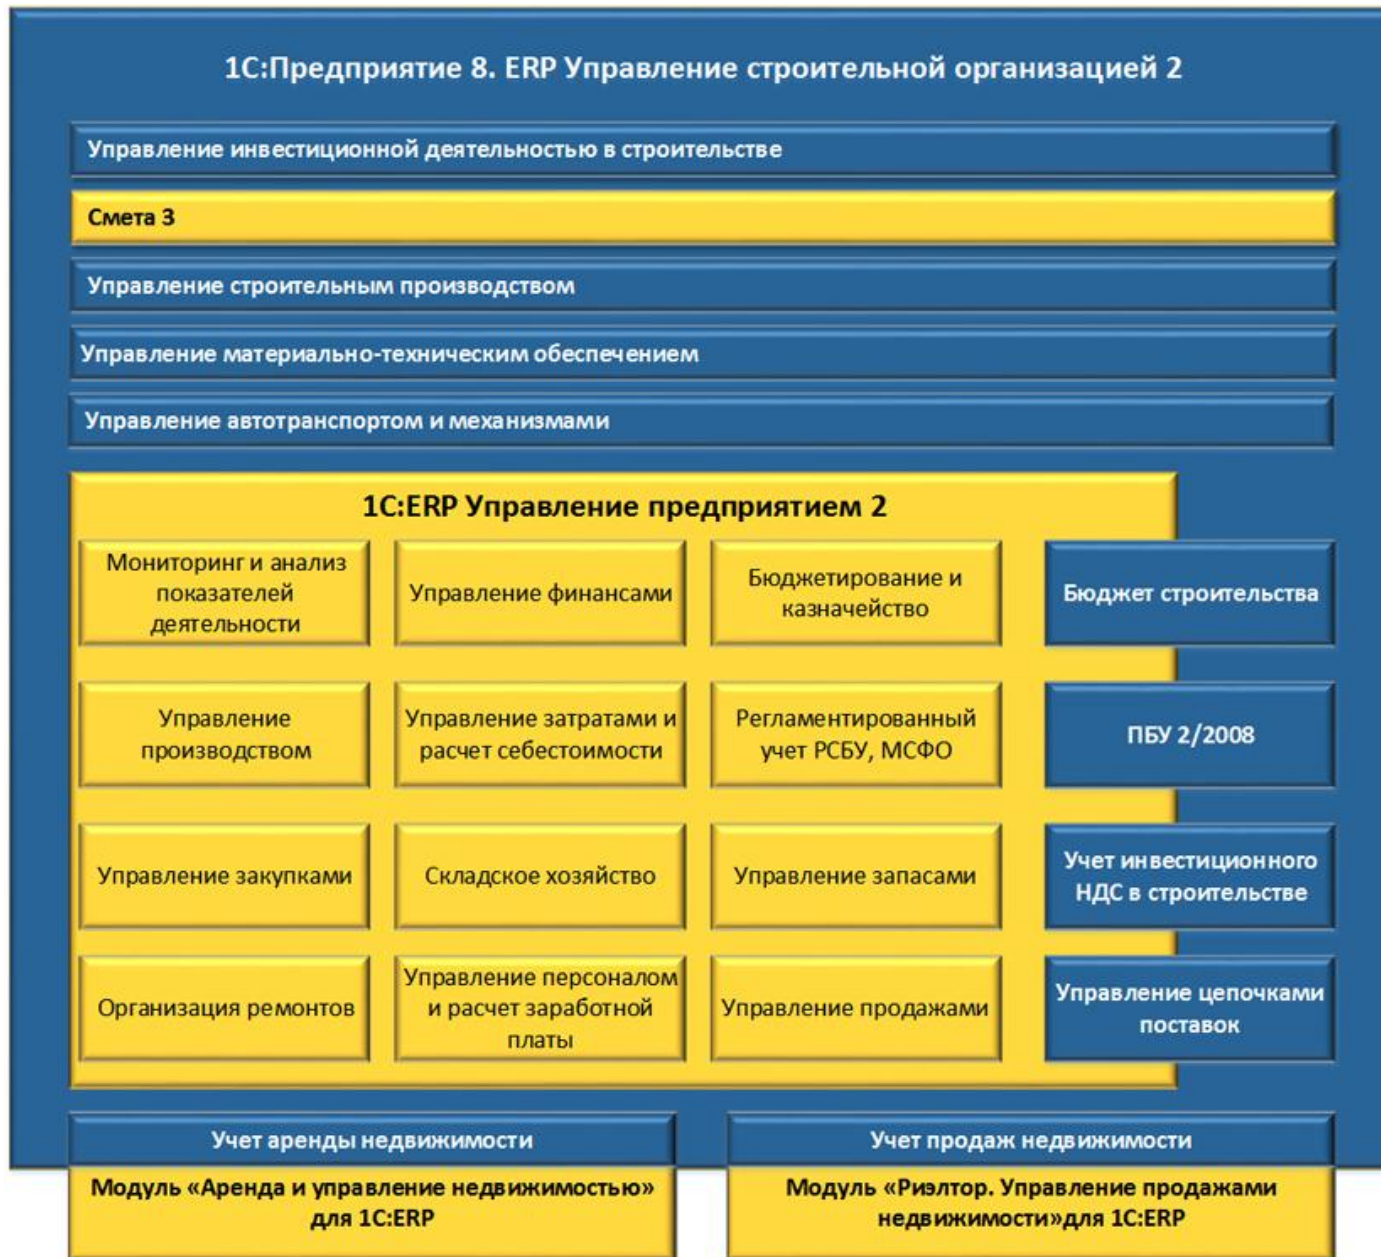 1С:Предприятие 8. ERP Управление строительной организацией 2
Управление инвестиционной деятельностью в строительстве
Смета 3
Управление строительным производством
Управление материально-техническим обеспечением
Управление автотранспортом и механизмами
1С:ERP Управление предприятием 2
Мониторинг и анализ
показателей
деятельности
Управление финансами
Бюджетирование и
казначейство
Бюджет строительства
Управление
производством
Управление затратами и
расчет себестоимости
Регламентированный
учет РСБУ, МСФО
ПБУ 2/2008
Управление закупками
Складское хозяйство
Управление запасами
Учет инвестиционного
НДС в строительстве
Организация ремонтов
Управление персоналом
и расчет заработной
платы
Управление продажами
Управление цепочками
поставок
Учет аренды недвижимости
Модуль «Аренда и управление недвижимостью»
для 1С:ERP
Учет продаж недвижимости
Модуль «Риэлтор. Управление продажами
недвижимости»для 1С:ERP